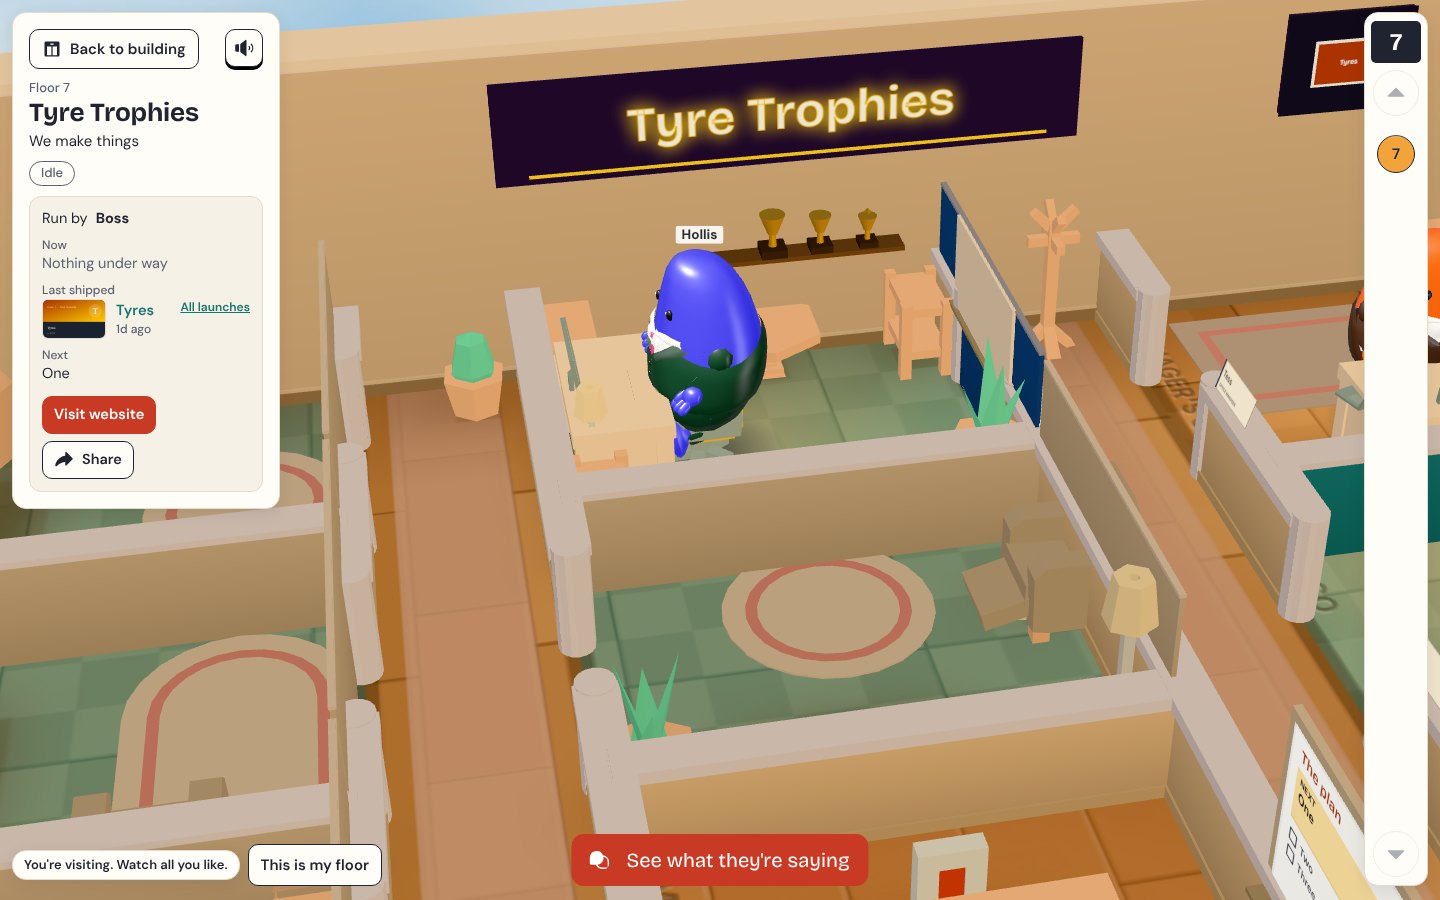 Back to building
Floor 7
Tyre Trophies
We make things
Idle
Run by Boss
Now
Nothing under way
Last shipped
Tyres
All launches
1d ago
Next
One
Visit website
Share
Tyre Trophies
Hollis
Tyres
7
7
The plan
NEXT
One
Two
Three
You're visiting. Watch all you like.
This is my floor
See what they're saying